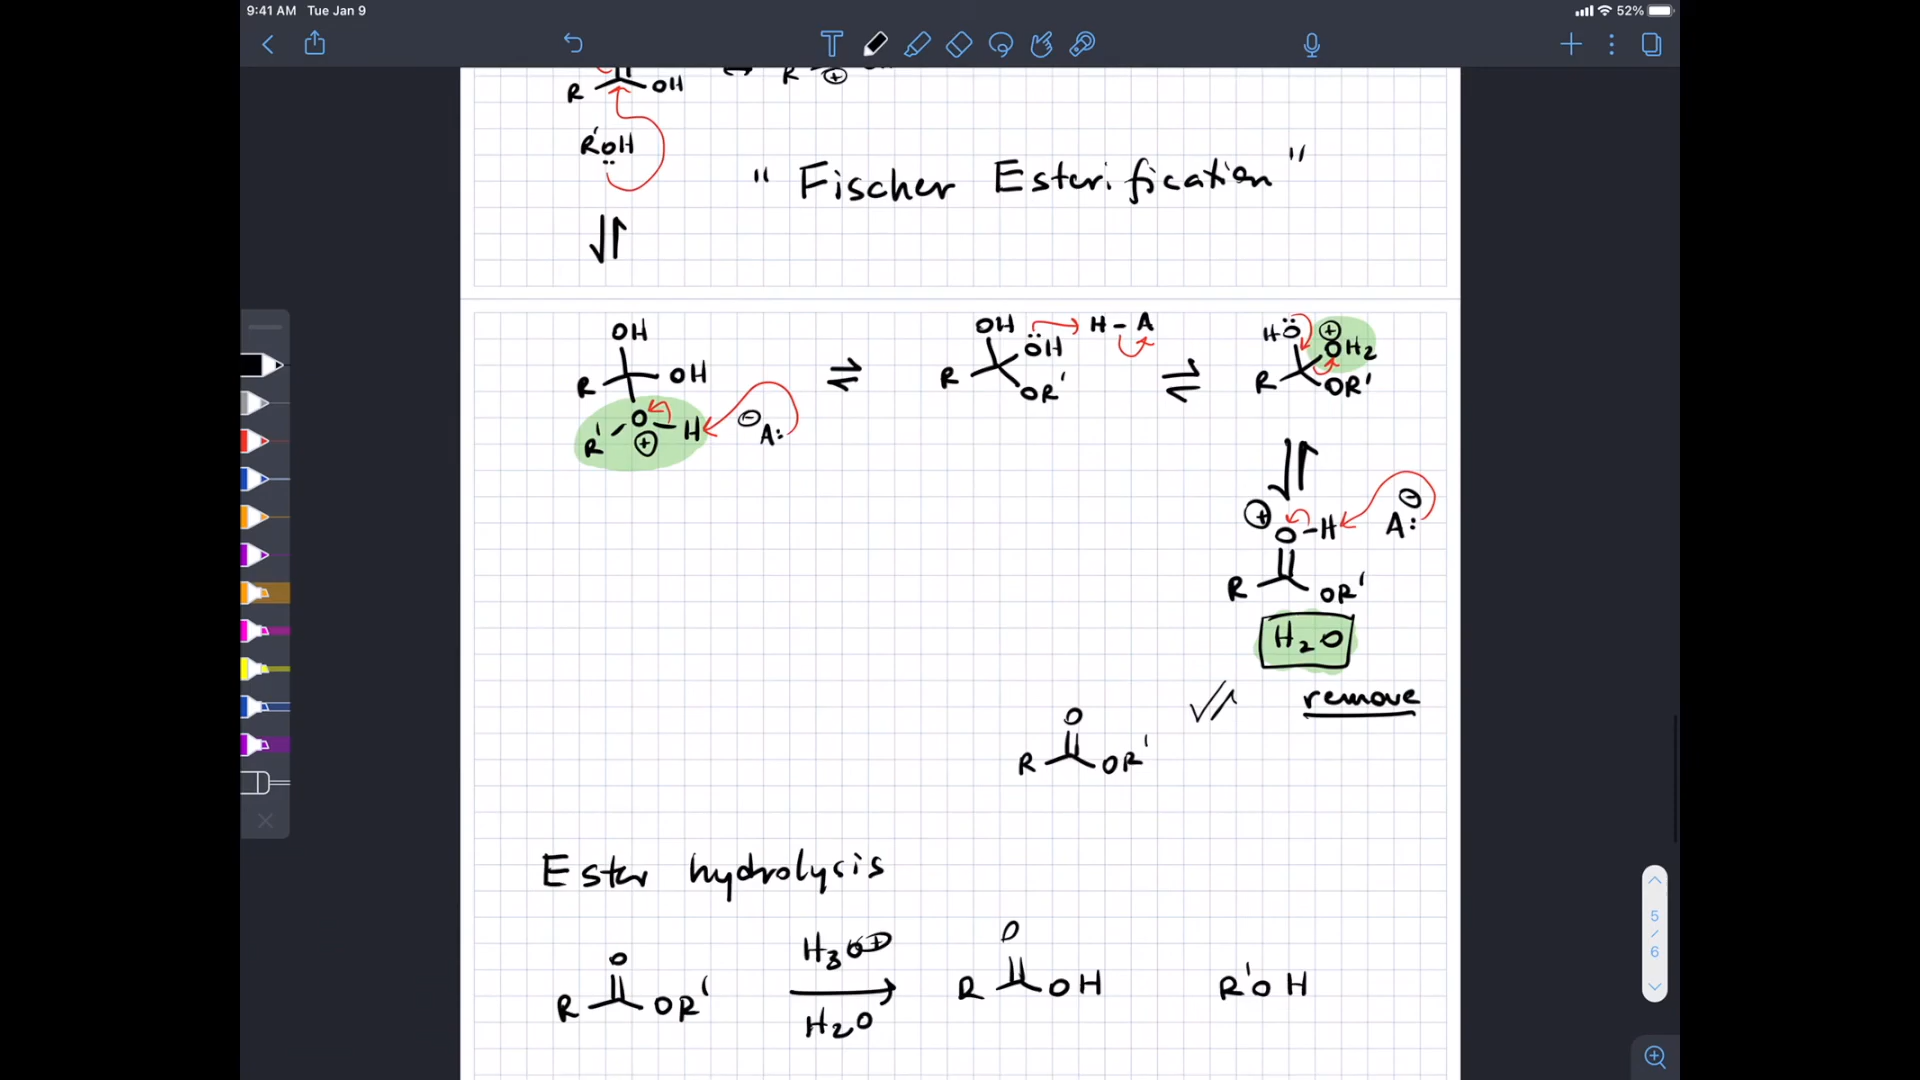 9:41 AM Tue Jan 9
52%
R OH
R ⊕
R'OH
" Fischer Esterification "
OH
R OH
R' O H
⊕
⊖ A:
OH
OH
H - A
R
OR'
HO ⊕
OH2
R OR'
⊕
O-H
⊖
A:
R OR'
H2O
remove
O
R OR'
Ester hydrolysis
O
R OR'
H3O⊕
H2O
O
R OH
R'OH
5
/
6